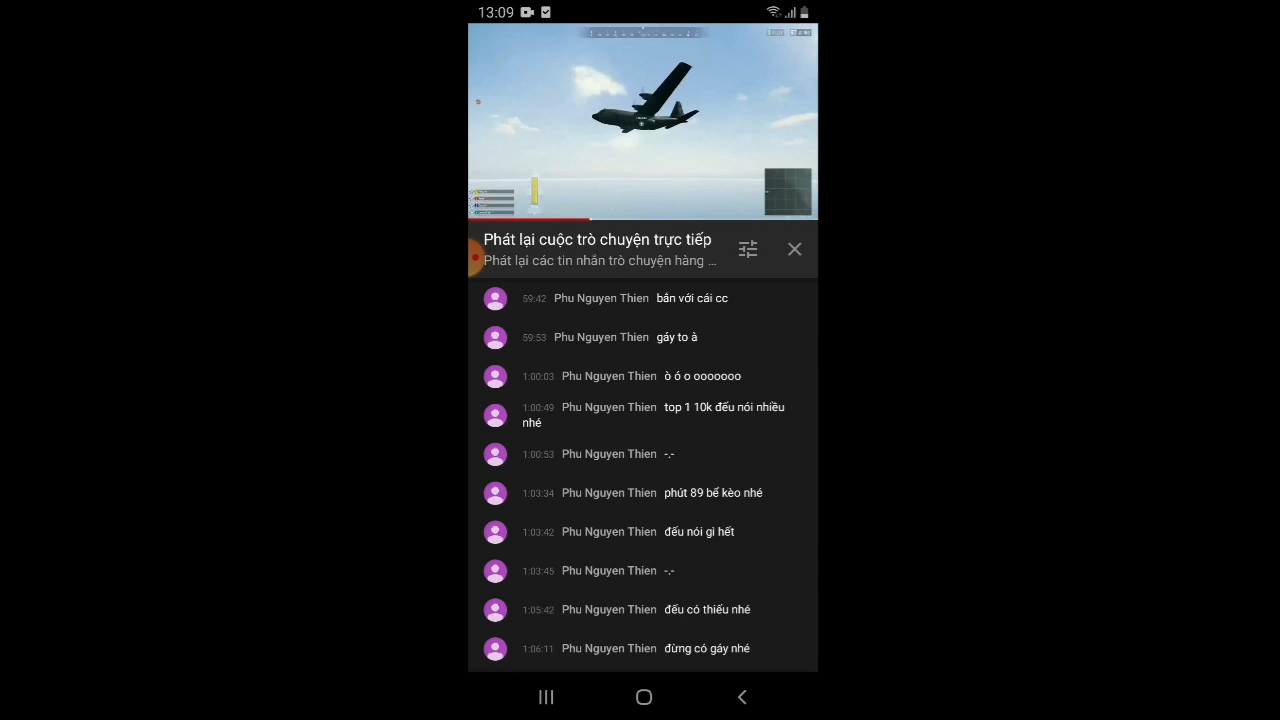 13:09
Phát lại cuộc trò chuyện trực tiếp
Phát lại các tin nhắn trò chuyện hàng ...
59:42 Phu Nguyen Thien bắn với cái cc
59:53 Phu Nguyen Thien gáy to à
1:00:03 Phu Nguyen Thien ò ó o ooooooo
1:00:49 Phu Nguyen Thien top 1 10k đếu nói nhiều
nhé
1:00:53 Phu Nguyen Thien -.-
1:03:34 Phu Nguyen Thien phút 89 bể kèo nhé
1:03:42 Phu Nguyen Thien đếu nói gì hết
1:03:45 Phu Nguyen Thien -.-
1:05:42 Phu Nguyen Thien đếu có thiếu nhé
1:06:11 Phu Nguyen Thien đừng có gáy nhé